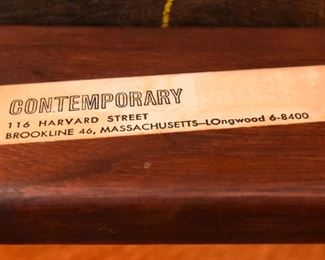 CONTEMPORARY
116 HARVARD STREET
BROOKLINE 46, MASSACHUSETTS—LOngwood 6-8400